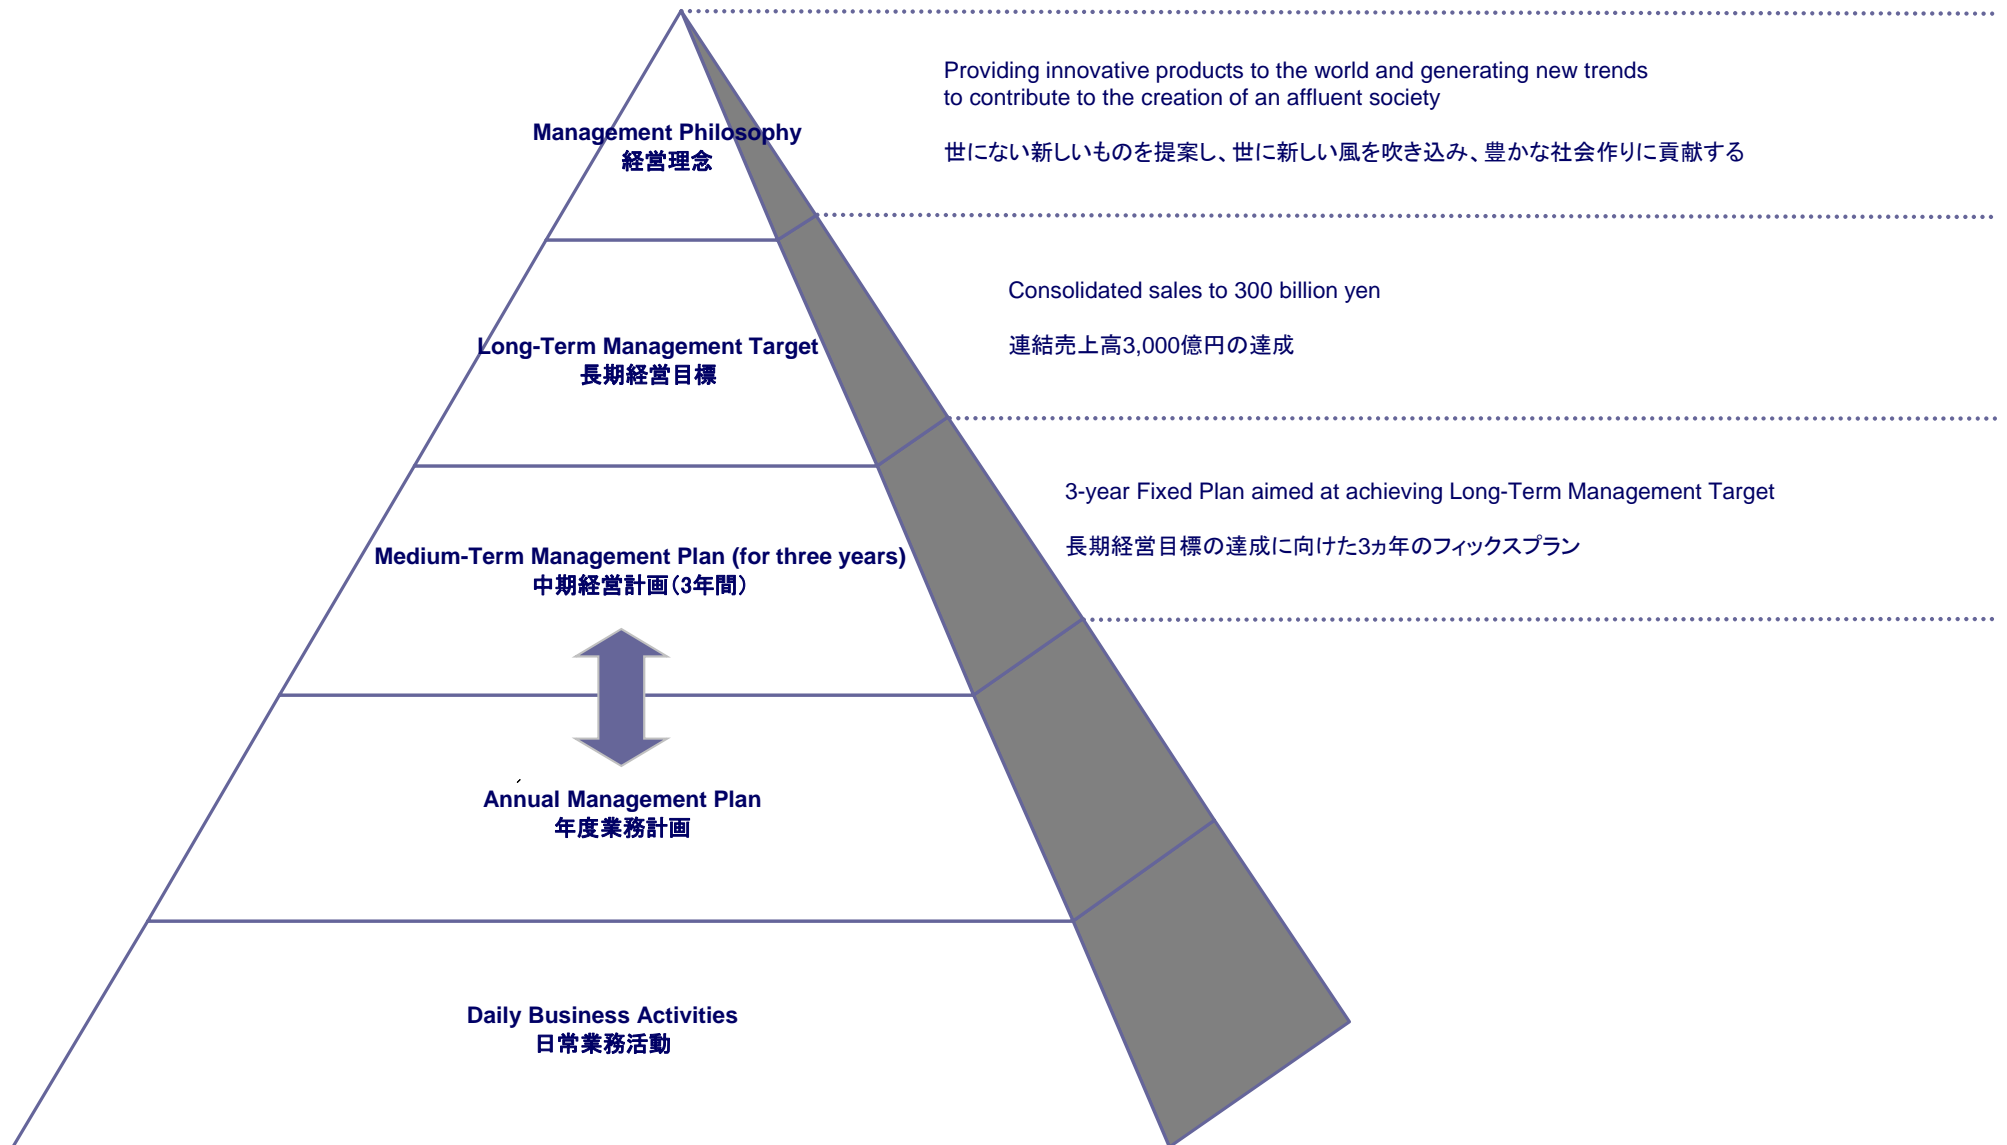 Providing innovative products to the world and generating new trends
to contribute to the creation of an affluent society
Management Philosophy
経営理念
世にない新しいものを提案し、世に新しい風を吹き込み、豊かな社会作りに貢献する
Consolidated sales to 300 billion yen
連結売上高3,000億円の達成
Long-Term Management Target
長期経営目標
3-year Fixed Plan aimed at achieving Long-Term Management Target
長期経営目標の達成に向けた3ヵ年のフィックスプラン
Medium-Term Management Plan (for three years)
中期経営計画（3年間）
Annual Management Plan
年度業務計画
Daily Business Activities
日常業務活動